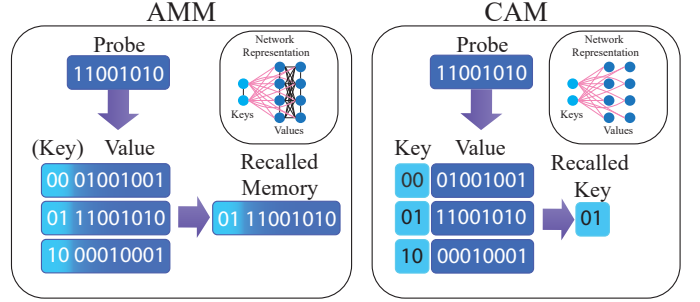 AMM
Probe
11001010
Network
Representation
Keys
Values
(Key) Value
00 01001001
01 11001010
10 00010001
Recalled
Memory
01 11001010
CAM
Probe
11001010
Network
Representation
Keys
Values
Key Value
00 01001001
01 11001010
10 00010001
Recalled
Key
01